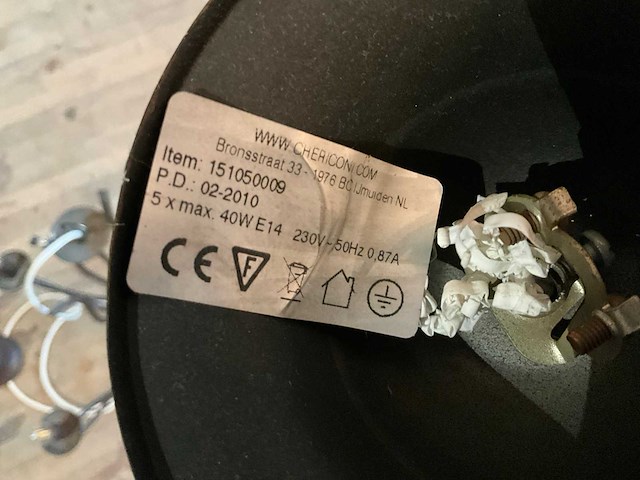 WWW.CHERICONI.COM
Bronsstraat 33 - 1976 BC IJmuiden NL
Item: 151050009
P.D.: 02-2010
5 x max. 40W E14 230V~50Hz 0,87A
CE F